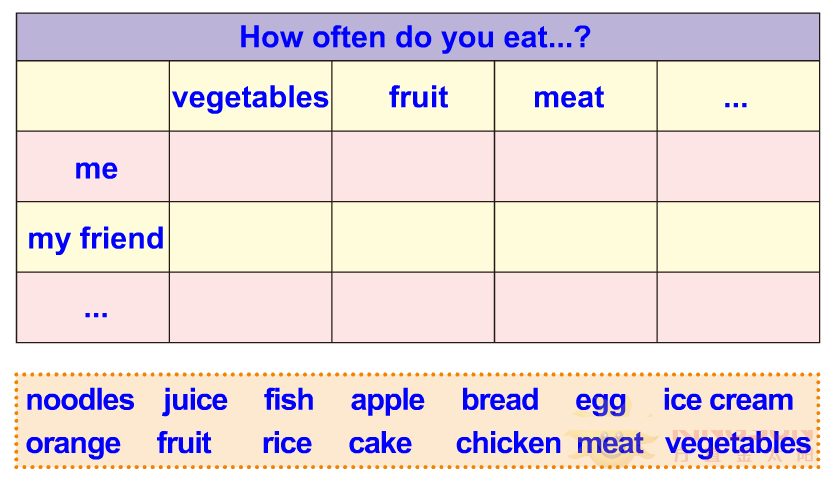 How often do you eat...?
vegetables fruit meat ...
me
my friend
...
noodles juice fish apple bread egg ice cream
orange fruit rice cake chicken meat vegetables